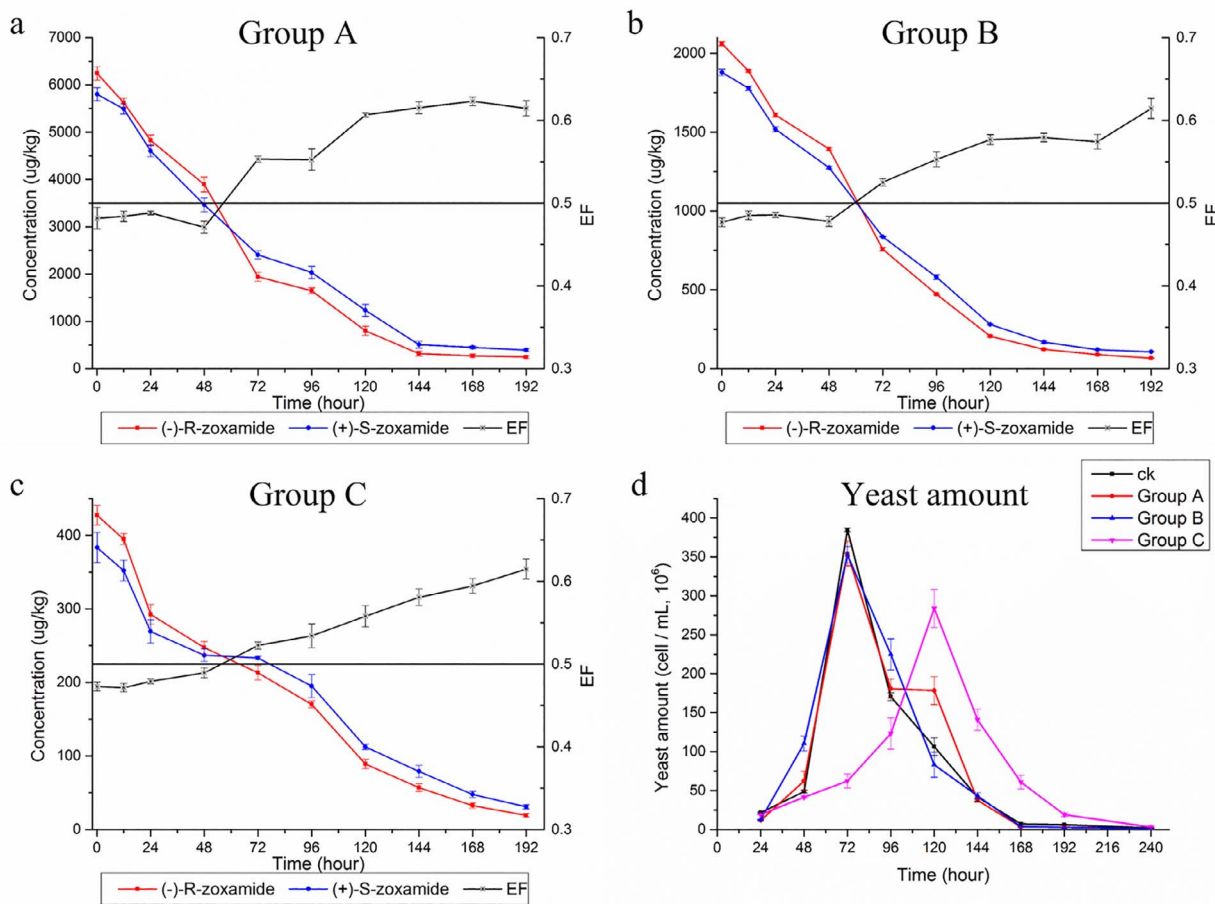 a
Group A
Concentration (ug/kg)
7000
6000
5000
4000
3000
2000
1000
0
0.7
0.6
0.5
0.4
0.3
EF
0 24 48 72 96 120 144 168 192
Time (hour)
(-)-R-zoxamide (+)-S-zoxamide EF
b
Group B
Concentration (ug/kg)
2000
1500
1000
500
0
0.7
0.6
0.5
0.4
0.3
EF
0 24 48 72 96 120 144 168 192
Time (hour)
(-)-R-zoxamide (+)-S-zoxamide EF
c
Group C
Concentration (ug/kg)
400
300
200
100
0
0.7
0.6
0.5
0.4
0.3
EF
0 24 48 72 96 120 144 168 192
Time (hour)
(-)-R-zoxamide (+)-S-zoxamide EF
d
Yeast amount
ck
Group A
Group B
Group C
Yeast amount (cell / mL, 10⁶)
400
350
300
250
200
150
100
50
0
0 24 48 72 96 120 144 168 192 216 240
Time (hour)